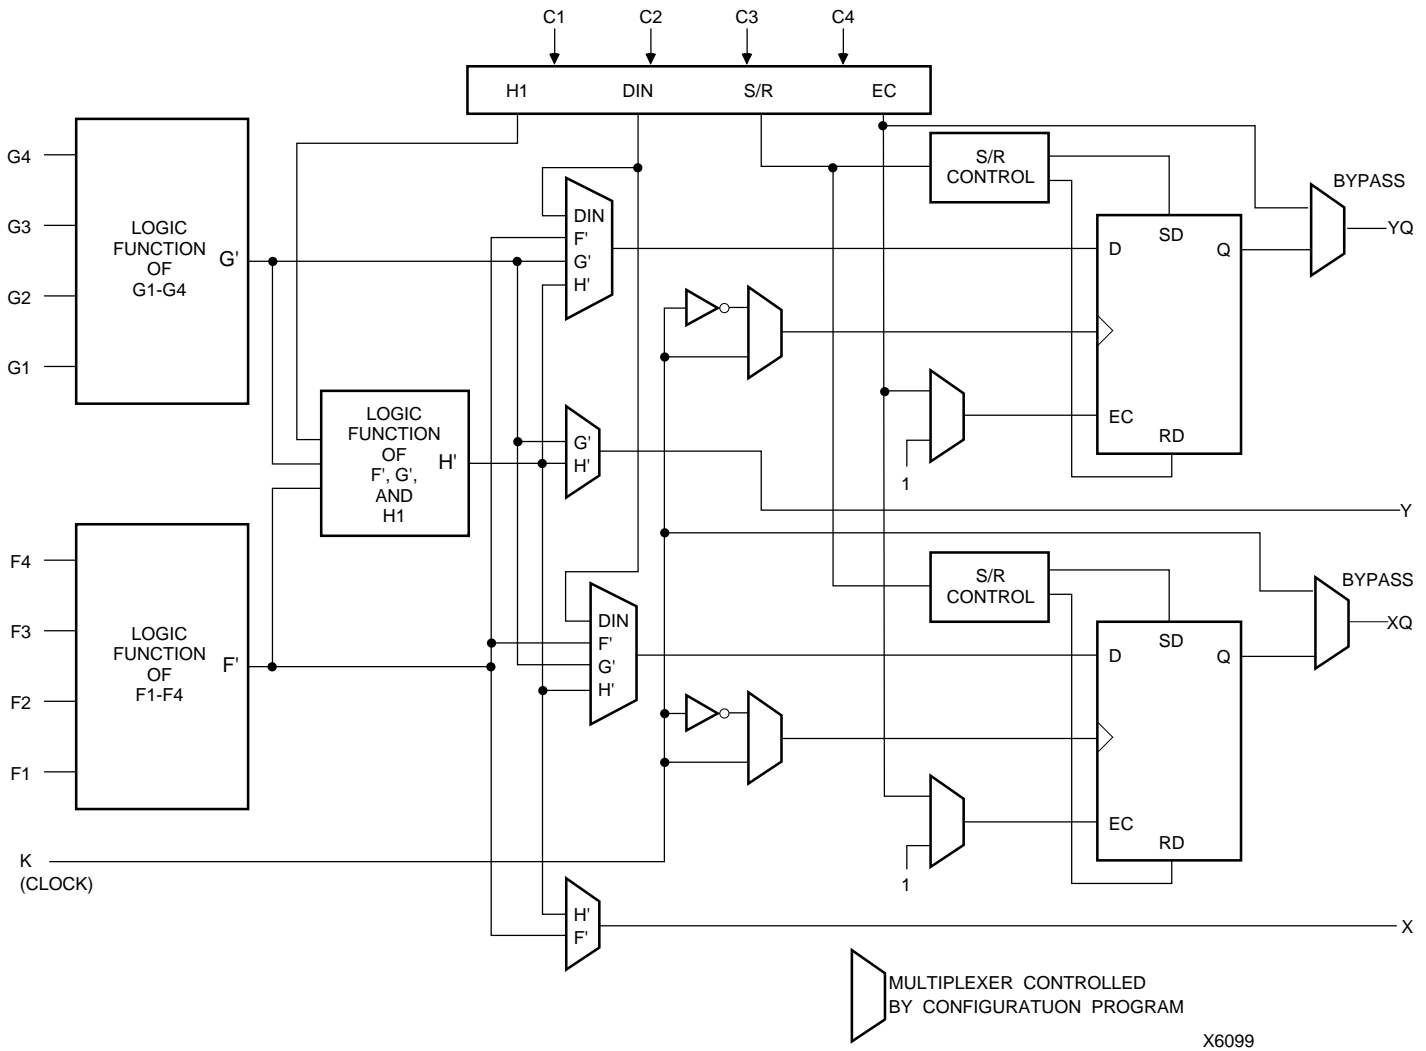 C1 C2 C3 C4
H1 DIN S/R EC
G4
G3
G2
G1
LOGIC
FUNCTION
OF
G1-G4
G'
DIN
F'
G'
H'
S/R
CONTROL
BYPASS
YQ
D
SD
Q
EC
RD
1
LOGIC
FUNCTION
OF
F', G',
AND
H1
H'
G'
H'
Y
F4
F3
F2
F1
LOGIC
FUNCTION
OF
F1-F4
F'
DIN
F'
G'
H'
S/R
CONTROL
BYPASS
XQ
D
SD
Q
EC
RD
1
K
(CLOCK)
H'
F'
X
MULTIPLEXER CONTROLLED
BY CONFIGURATUON PROGRAM
X6099